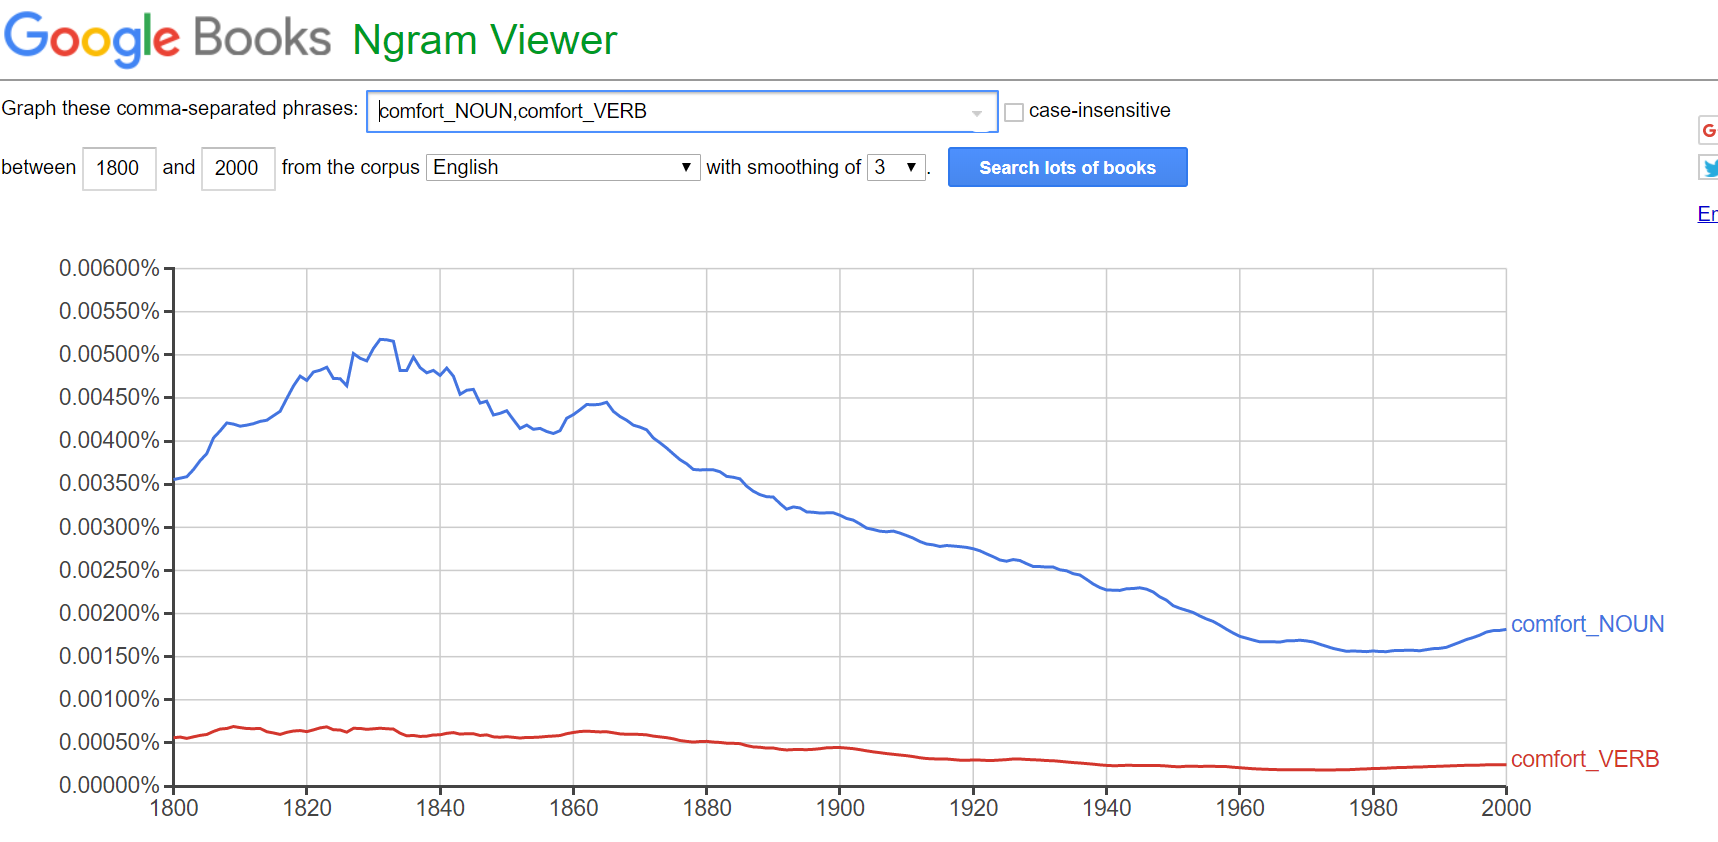 Google Books Ngram Viewer
Graph these comma-separated phrases: comfort_NOUN,comfort_VERB case-insensitive
between 1800 and 2000 from the corpus English with smoothing of 3 . Search lots of books
G
Er
0.00600%
0.00550%
0.00500%
0.00450%
0.00400%
0.00350%
0.00300%
0.00250%
0.00200%
comfort_NOUN
0.00150%
0.00100%
0.00050%
comfort_VERB
0.00000%
1800 1820 1840 1860 1880 1900 1920 1940 1960 1980 2000